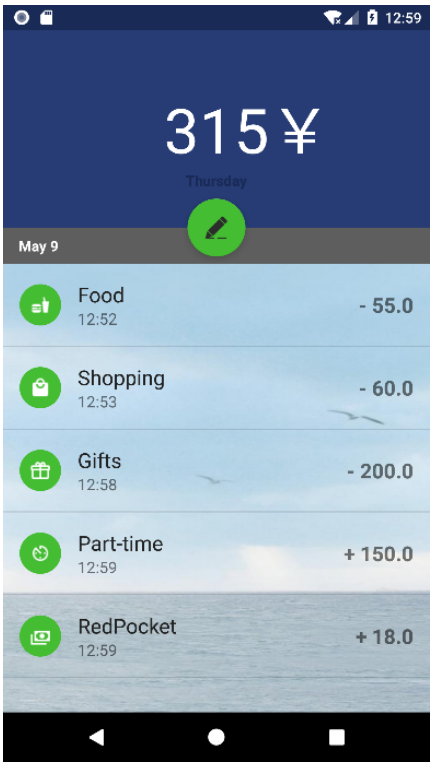 12:59
315 ¥
Thursday
May 9
Food
12:52
- 55.0
Shopping
12:53
- 60.0
Gifts
12:58
- 200.0
Part-time
12:59
+ 150.0
RedPocket
12:59
+ 18.0